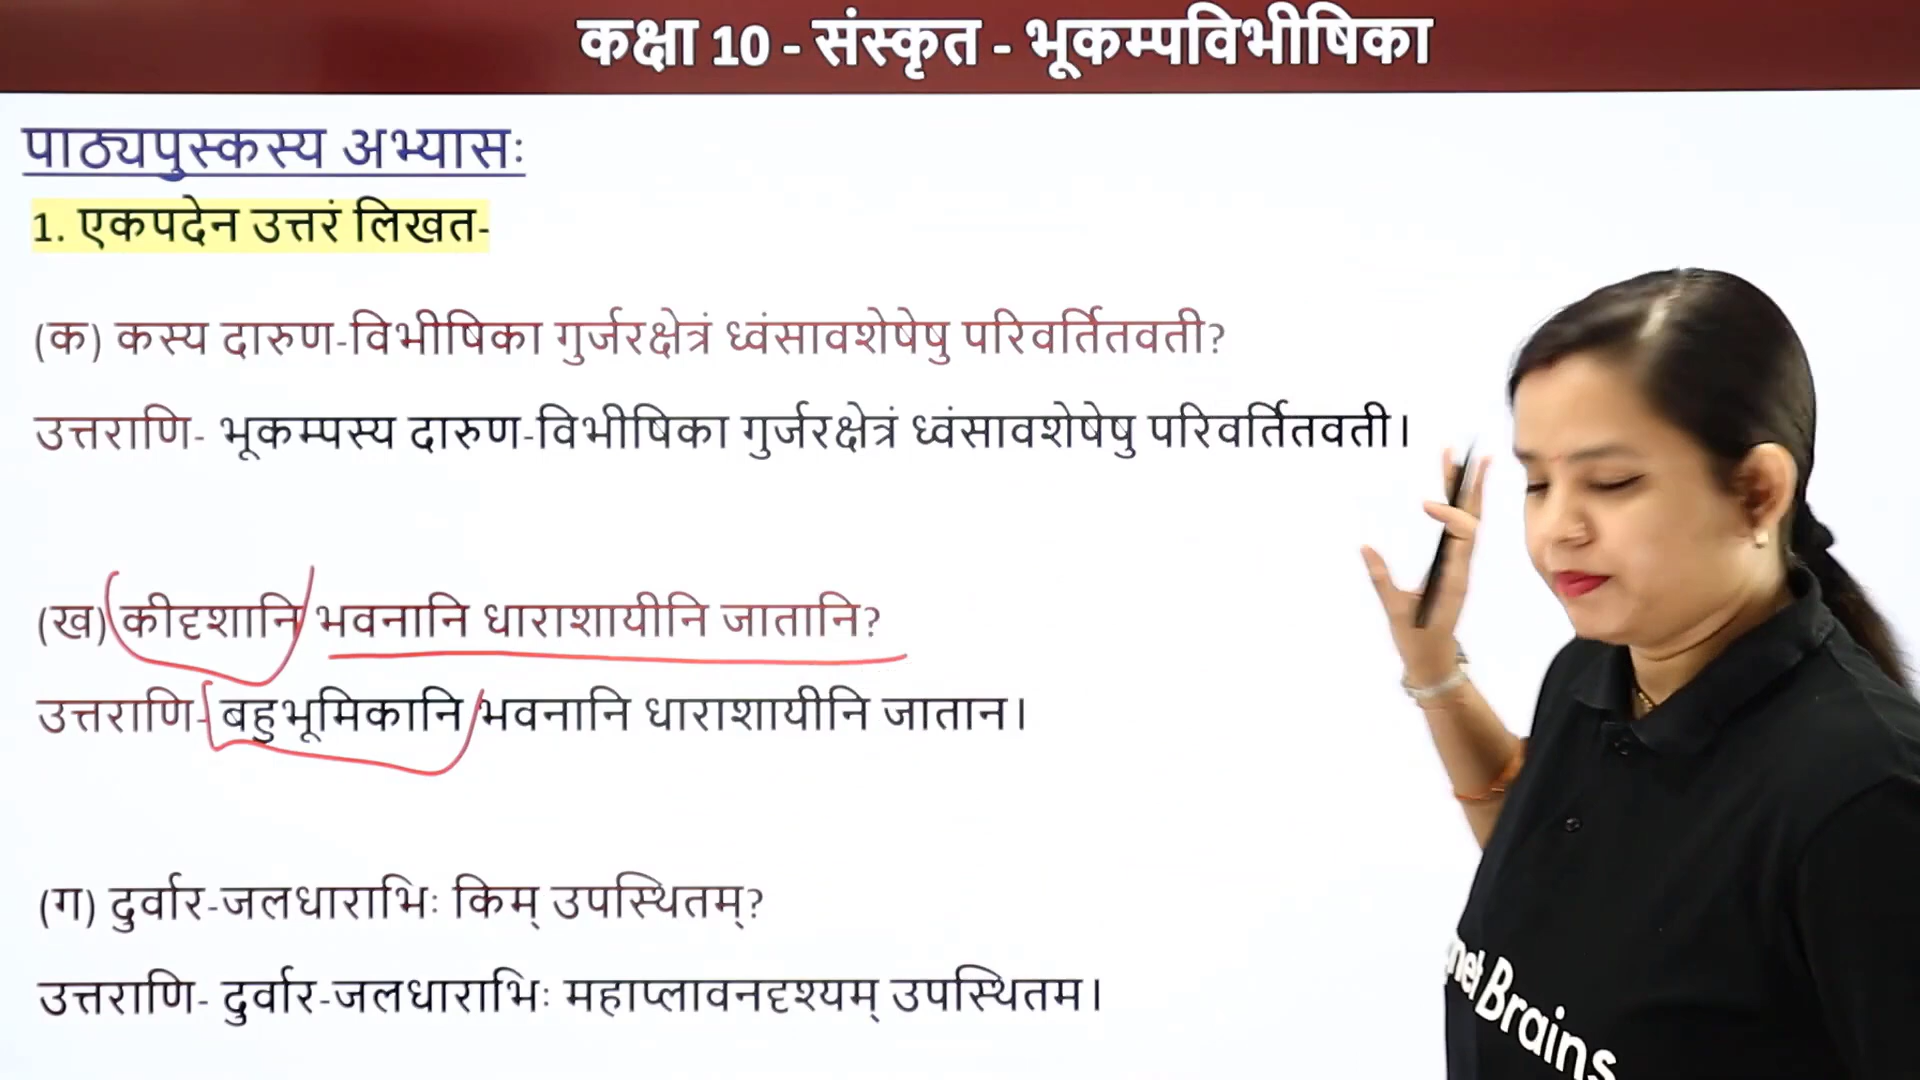 कक्षा 10 - संस्कृत - भूकम्पविभीषिका
पाठ्यपुस्कस्य अभ्यासः
1. एकपदेन उत्तरं लिखत-
(क) कस्य दारुण-विभीषिका गुर्जरक्षेत्रं ध्वंसावशेषेषु परिवर्तितवती?
उत्तराणि- भूकम्पस्य दारुण-विभीषिका गुर्जरक्षेत्रं ध्वंसावशेषेषु परिवर्तितवती।
(ख) कीदृशानि भवनानि धाराशायीनि जातानि?
उत्तराणि- बहुभूमिकानि भवनानि धाराशायीनि जातान।
(ग) दुर्वार-जलधाराभिः किम् उपस्थितम्?
उत्तराणि- दुर्वार-जलधाराभिः महाप्लावनदृश्यम् उपस्थितम।
net Brains